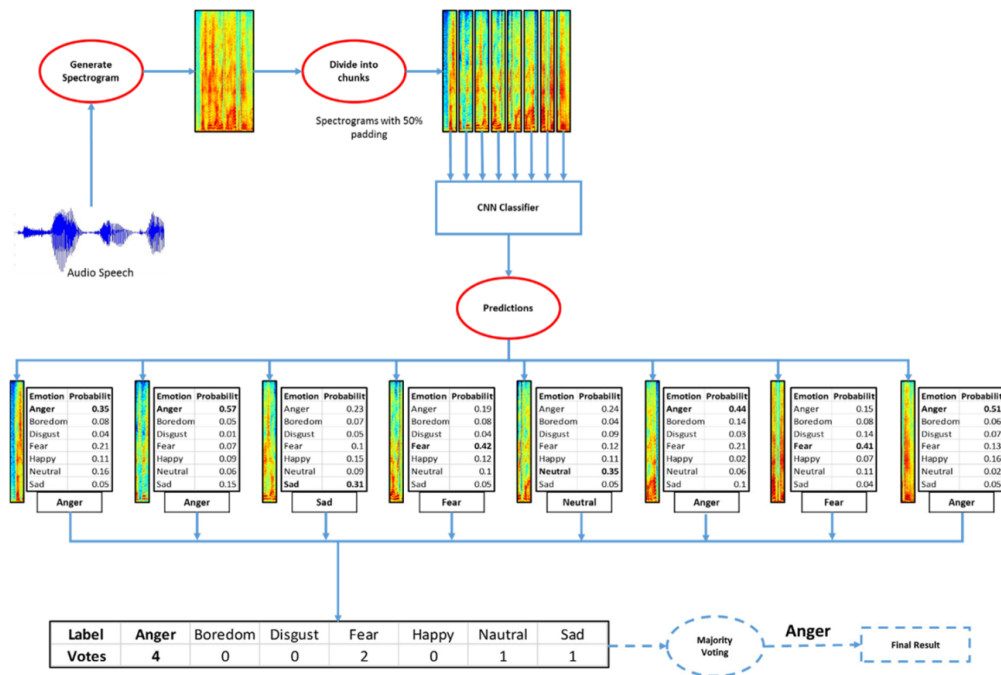 Generate
Spectrogram
Divide into
chunks
Spectrograms with 50%
padding
CNN Classifier
Audio Speech
Predictions
Emotion Probabilit
Anger 0.35
Boredom 0.08
Disgust 0.04
Fear 0.21
Happy 0.11
Neutral 0.16
Sad 0.05
Anger
Emotion Probabilit
Anger 0.57
Boredom 0.05
Disgust 0.01
Fear 0.07
Happy 0.09
Neutral 0.06
Sad 0.15
Anger
Emotion Probabilit
Anger 0.23
Boredom 0.07
Disgust 0.05
Fear 0.1
Happy 0.15
Neutral 0.09
Sad 0.31
Sad
Emotion Probabilit
Anger 0.19
Boredom 0.08
Disgust 0.04
Fear 0.42
Happy 0.12
Neutral 0.1
Sad 0.05
Fear
Emotion Probabilit
Anger 0.24
Boredom 0.04
Disgust 0.09
Fear 0.12
Happy 0.11
Neutral 0.35
Sad 0.05
Neutral
Emotion Probabilit
Anger 0.44
Boredom 0.14
Disgust 0.03
Fear 0.21
Happy 0.02
Neutral 0.06
Sad 0.1
Anger
Emotion Probabilit
Anger 0.15
Boredom 0.08
Disgust 0.14
Fear 0.41
Happy 0.07
Neutral 0.11
Sad 0.04
Fear
Emotion Probabilit
Anger 0.51
Boredom 0.06
Disgust 0.07
Fear 0.13
Happy 0.16
Neutral 0.02
Sad 0.05
Anger
Label Anger Boredom Disgust Fear Happy Nautral Sad
Votes 4 0 0 2 0 1 1
Majority
Voting
Anger
Final Result